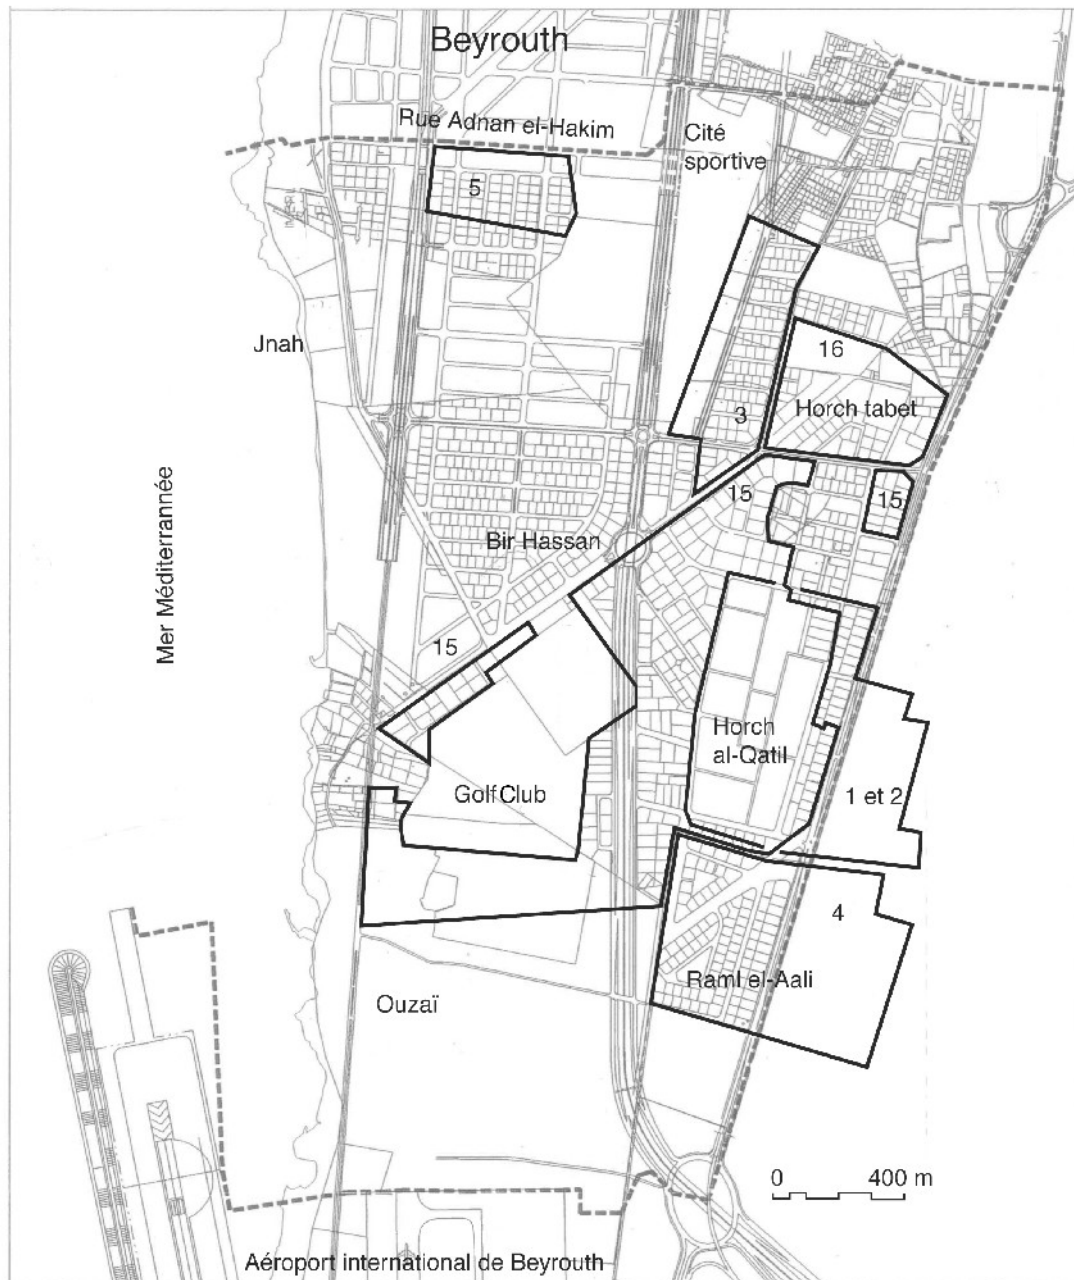 Beyrouth
Rue Adnan el-Hakim
Cité
sportive
5
Jnah
16
3
Horch tabet
15
15
Mer Méditerrannée
Bir Hassan
15
Horch
al-Qatil
Golf Club
1 et 2
4
Raml el-Aali
Ouzaï
0 400 m
Aéroport international de Beyrouth